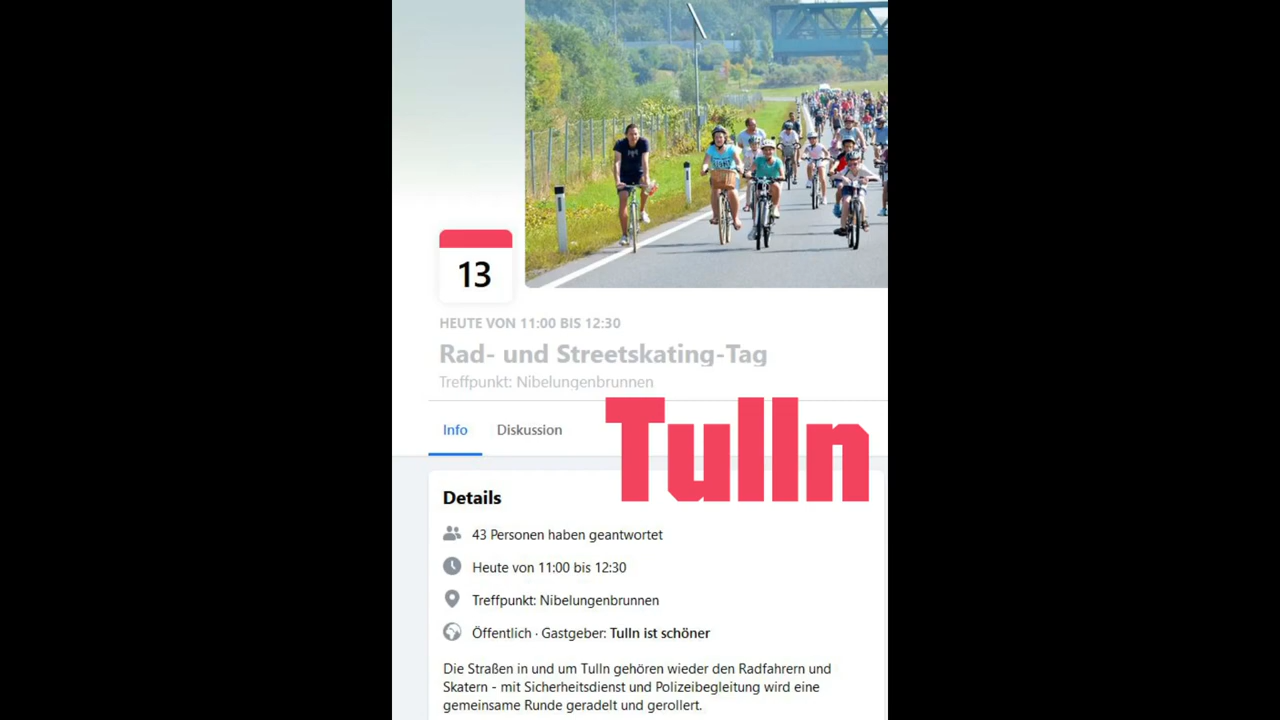 13
HEUTE VON 11:00 BIS 12:30
Rad- und Streetskating-Tag
Treffpunkt: Nibelungenbrunnen
Info
Diskussion
Tulln
Details
43 Personen haben geantwortet
Heute von 11:00 bis 12:30
Treffpunkt: Nibelungenbrunnen
Öffentlich · Gastgeber: Tulln ist schöner
Die Straßen in und um Tulln gehören wieder den Radfahrern und
Skatern - mit Sicherheitsdienst und Polizeibegleitung wird eine
gemeinsame Runde geradelt und gerollert.